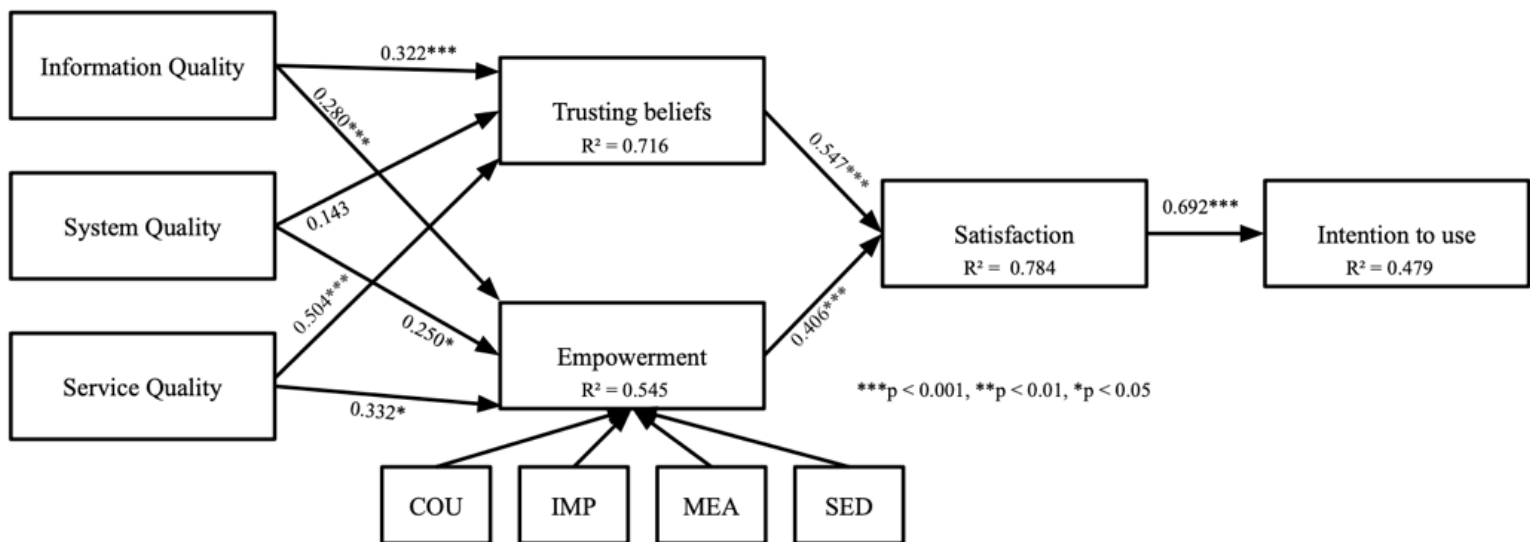 Information Quality
0.322***
0.280***
Trusting beliefs
R² = 0.716
0.547***
System Quality
0.143
0.250*
Satisfaction
R² = 0.784
0.692***
Intention to use
R² = 0.479
Service Quality
0.504***
0.332*
Empowerment
R² = 0.545
0.406***
***p < 0.001, **p < 0.01, *p < 0.05
COU
IMP
MEA
SED